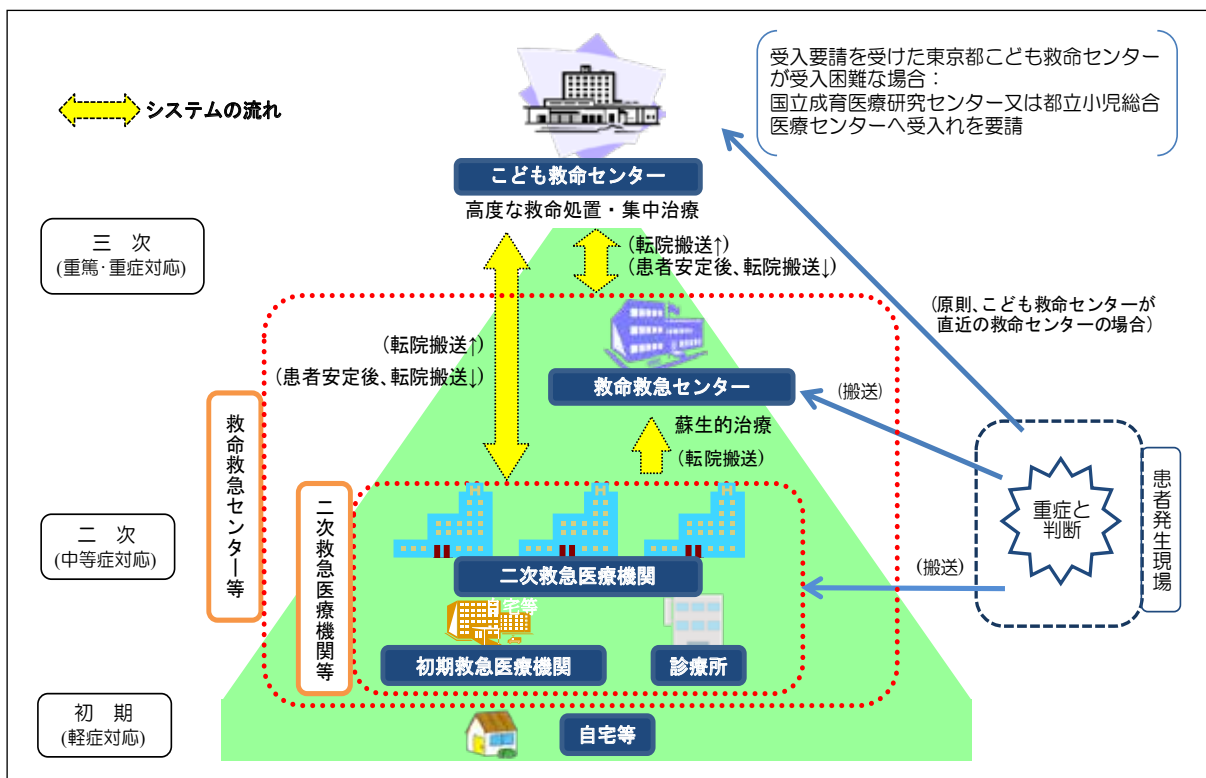 受入要請を受けた東京都こども救命センター
が受入困難な場合：
国立成育医療研究センター又は都立小児総合
医療センターへ受入れを要請
システムの流れ
こども救命センター
高度な救命処置・集中治療
三　次
(重篤･重症対応)
(転院搬送↑)
(患者安定後、転院搬送↓)
(原則、こども救命センターが
直近の救命センターの場合)
(転院搬送↑)
(患者安定後、転院搬送↓)
救命救急センター
(搬送)
蘇生的治療
(転院搬送)
救命救急センター等
二次救急医療機関等
二　次
(中等症対応)
H
H
H
二次救急医療機関
重症と
判断
患者発生現場
(搬送)
自宅等
初期救急医療機関
診療所
初　期
(軽症対応)
自宅等